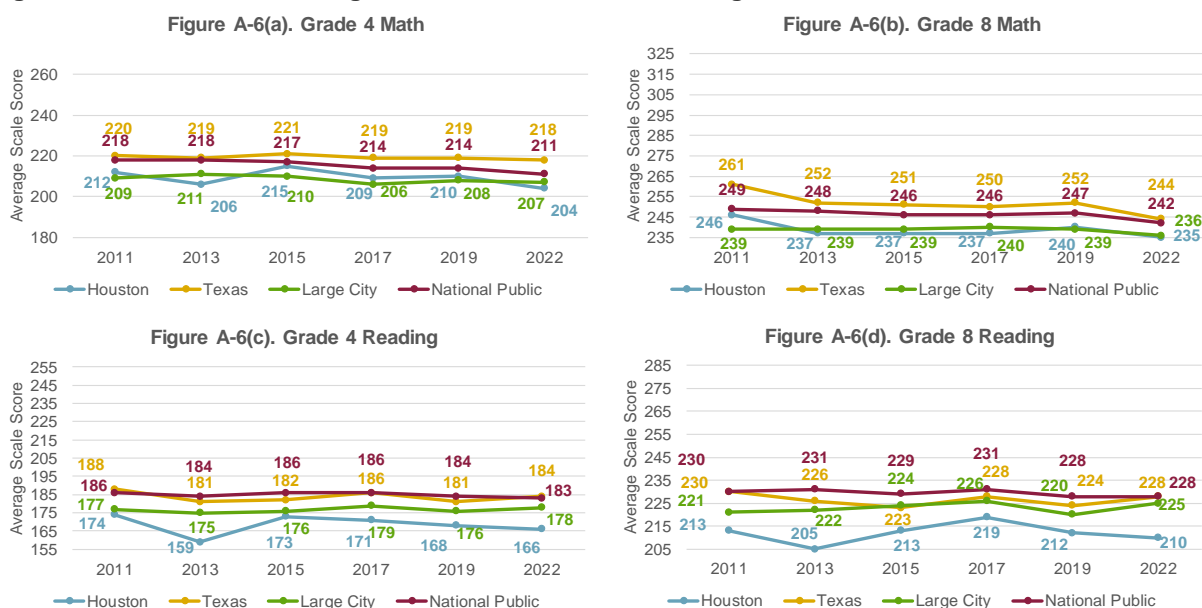 Figure A-6(a). Grade 4 Math
Average Scale Score
260
240
220
200
180
220 219 221 219 219 218
218 218 217 214 214 211
212 206 215 209 210 204
209 211 210 206 208 207
2011 2013 2015 2017 2019 2022
Houston Texas Large City National Public
Figure A-6(b). Grade 8 Math
Average Scale Score
325
315
305
295
285
275
265
255
245
235
261 252 251 250 252 244
249 248 246 246 247 242
246 237 237 237 240 235
239 239 239 240 239 236
2011 2013 2015 2017 2019 2022
Houston Texas Large City National Public
Figure A-6(c). Grade 4 Reading
Average Scale Score
255
245
235
225
215
205
195
185
175
165
155
188 181 182 186 181 184
186 184 186 186 184 183
177 175 176 179 176 178
174 159 173 171 168 166
2011 2013 2015 2017 2019 2022
Houston Texas Large City National Public
Figure A-6(d). Grade 8 Reading
Average Scale Score
285
275
265
255
245
235
225
215
205
230 231 229 231 228 228
230 226 223 228 224 228
221 222 224 226 220 225
213 205 213 219 212 210
2011 2013 2015 2017 2019 2022
Houston Texas Large City National Public